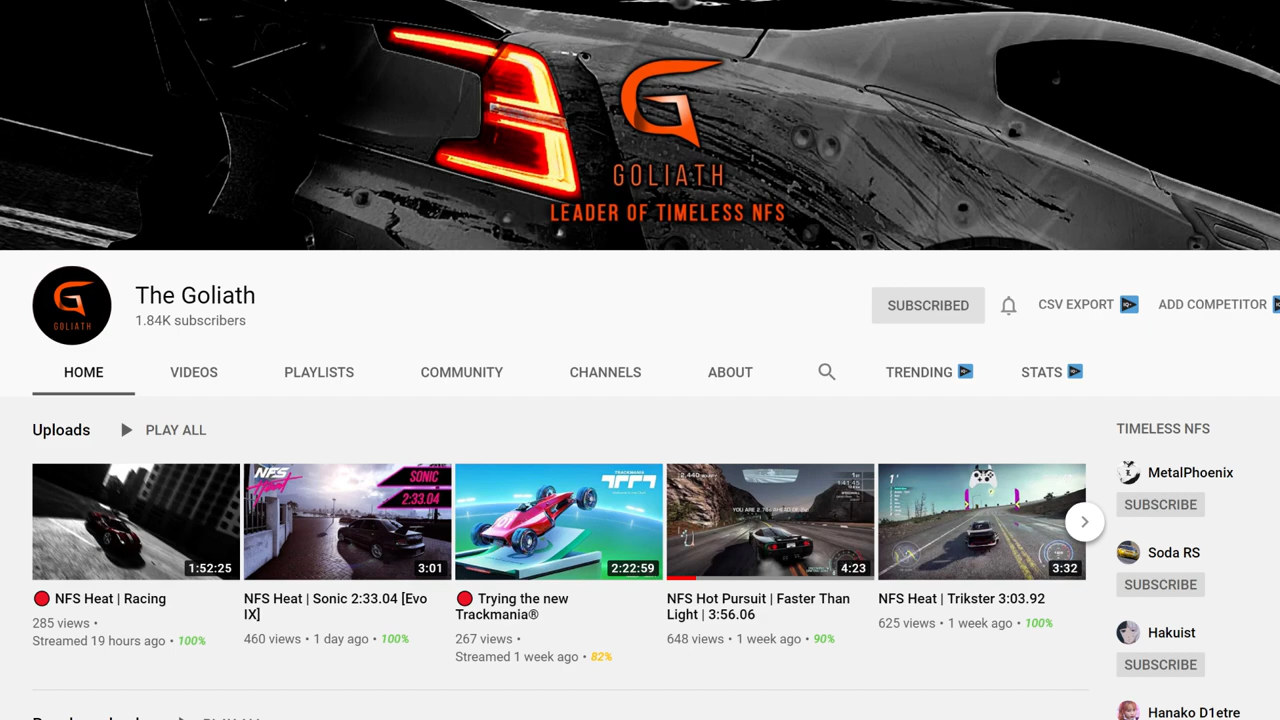 GOLIATH
LEADER OF TIMELESS NFS
GOLIATH
The Goliath
1.84K subscribers
SUBSCRIBED
CSV EXPORT
ADD COMPETITOR
HOME
VIDEOS
PLAYLISTS
COMMUNITY
CHANNELS
ABOUT
TRENDING
STATS
Uploads
PLAY ALL
1:52:25
NFS Heat | Racing
285 views •
Streamed 19 hours ago • 100%
NFS
Heat
SONIC
2:33.04
3:01
NFS Heat | Sonic 2:33.04 [Evo
IX]
460 views • 1 day ago • 100%
TRACKMANIA
2:22:59
Trying the new
Trackmania®
267 views •
Streamed 1 week ago • 82%
4:23
NFS Hot Pursuit | Faster Than
Light | 3:56.06
648 views • 1 week ago • 90%
3:32
NFS Heat | Trikster 3:03.92
625 views • 1 week ago • 100%
TIMELESS NFS
MetalPhoenix
SUBSCRIBE
Soda RS
SUBSCRIBE
Hakuist
SUBSCRIBE
Hanako D1etre